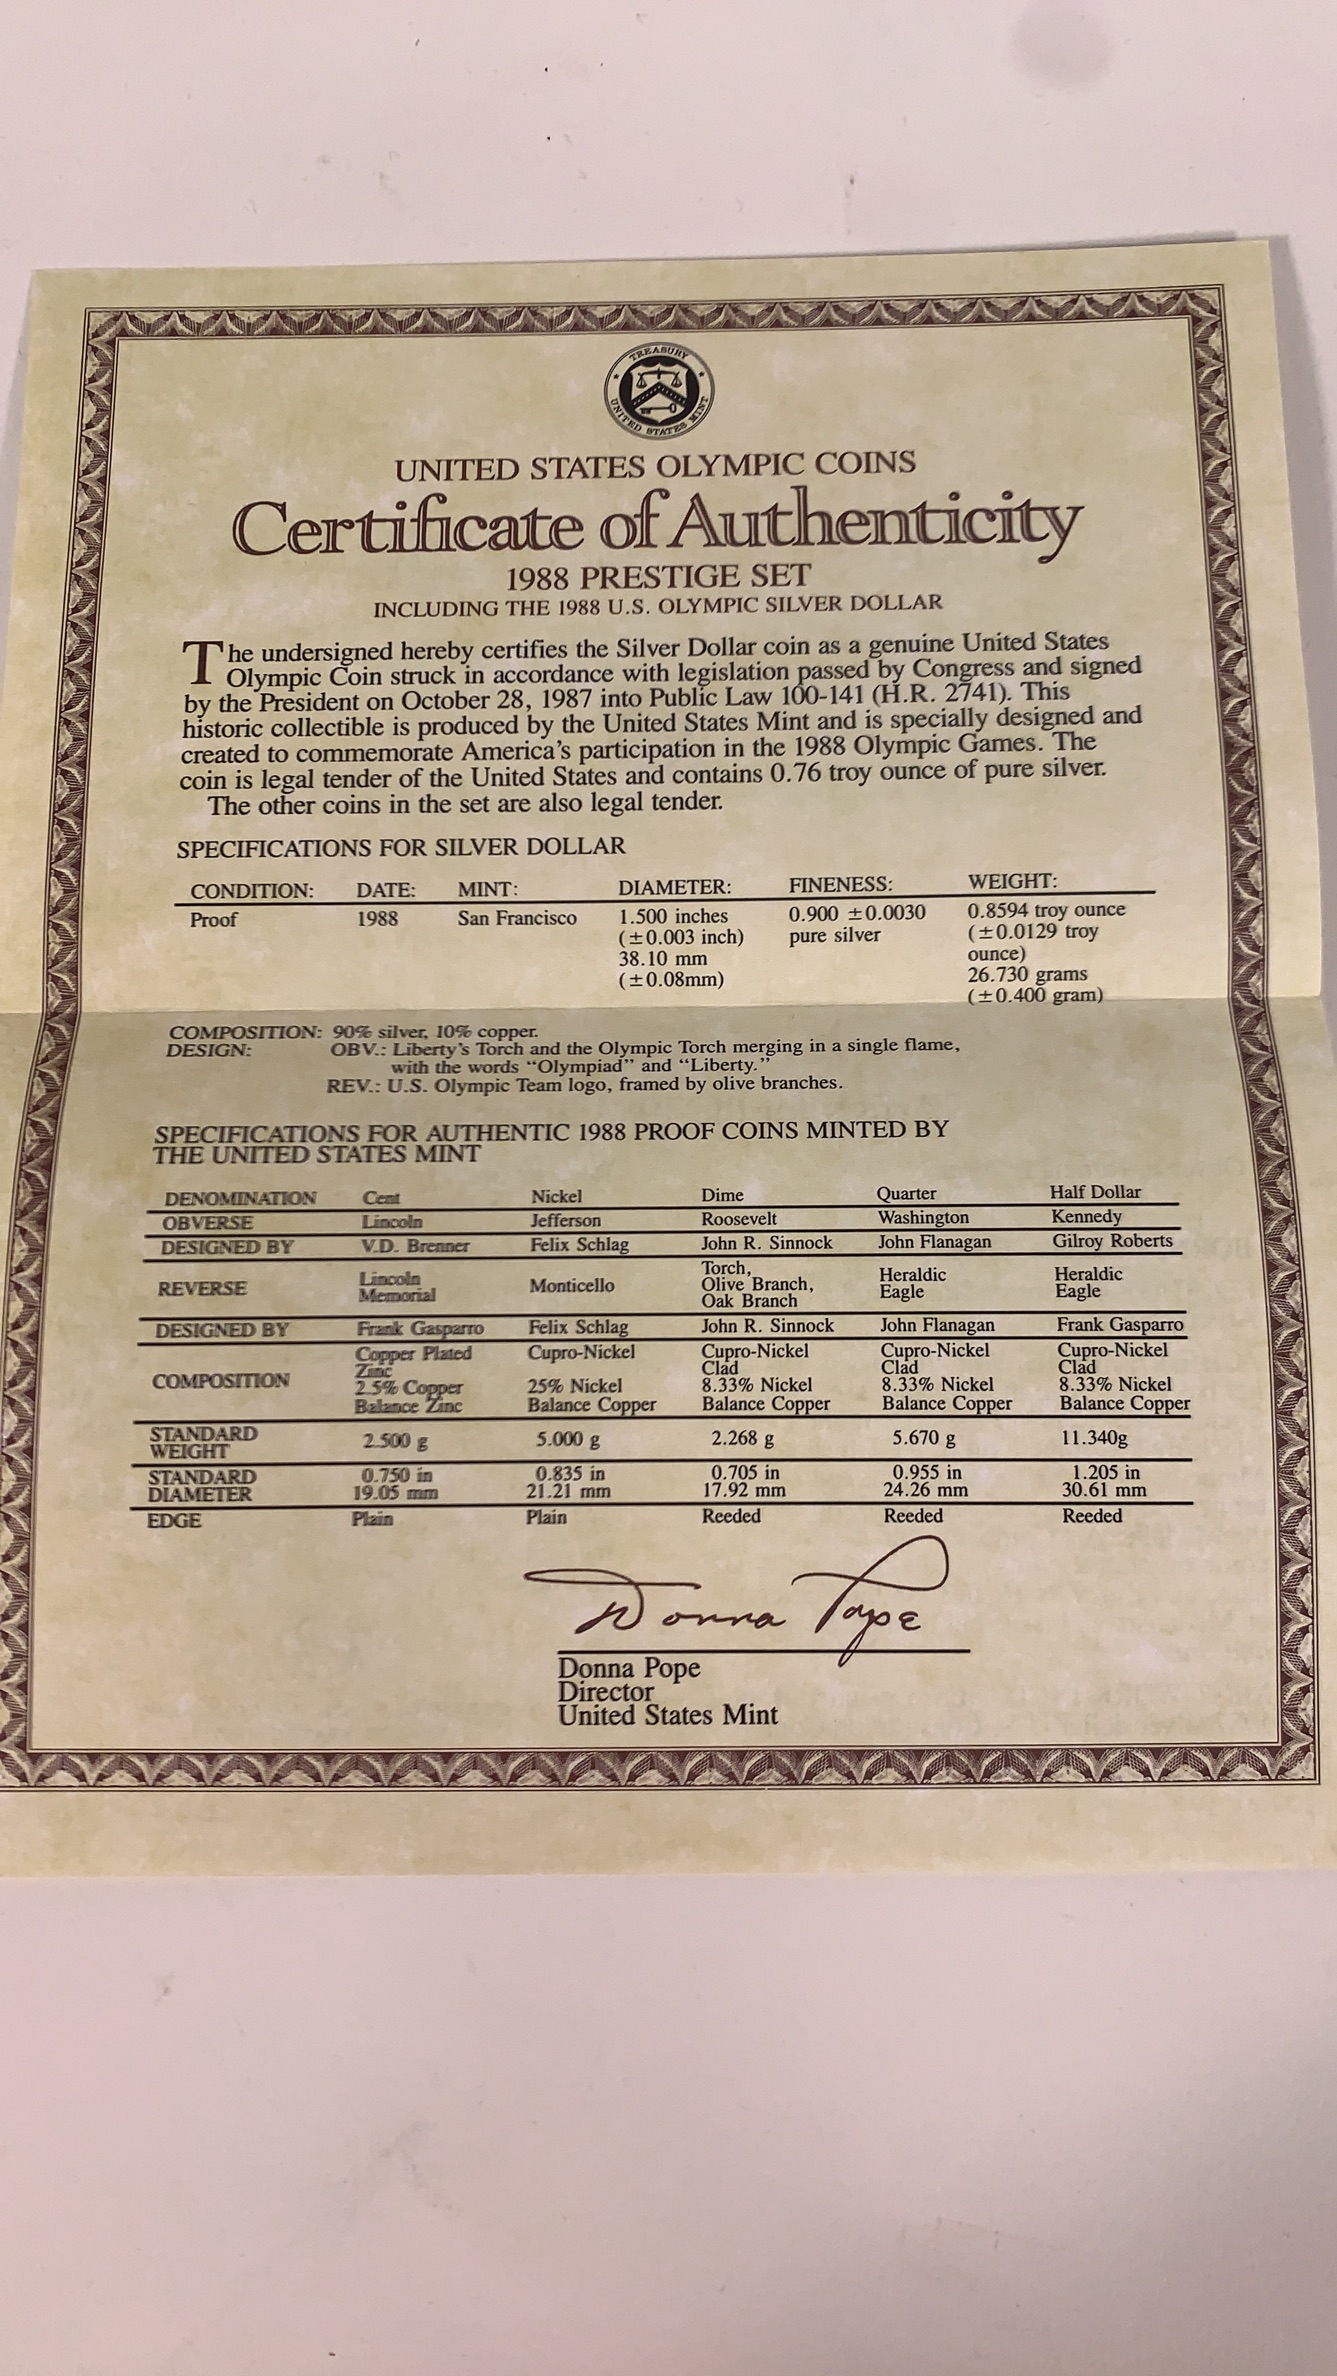 TREASURY
UNITED STATES MINT
UNITED STATES OLYMPIC COINS
Certificate of Authenticity
1988 PRESTIGE SET
INCLUDING THE 1988 U.S. OLYMPIC SILVER DOLLAR
The undersigned hereby certifies the Silver Dollar coin as a genuine United States
Olympic Coin struck in accordance with legislation passed by Congress and signed
by the President on October 28, 1987 into Public Law 100-141 (H.R. 2741). This
historic collectible is produced by the United States Mint and is specially designed and
created to commemorate America's participation in the 1988 Olympic Games. The
coin is legal tender of the United States and contains 0.76 troy ounce of pure silver.
The other coins in the set are also legal tender.
SPECIFICATIONS FOR SILVER DOLLAR
CONDITION: DATE: MINT: DIAMETER: FINENESS: WEIGHT:
Proof 1988 San Francisco 1.500 inches 0.900 ±0.0030 0.8594 troy ounce
(±0.003 inch) pure silver (±0.0129 troy
38.10 mm ounce)
(±0.08mm) 26.730 grams
(±0.400 gram)
COMPOSITION: 90% silver, 10% copper.
DESIGN: OBV.: Liberty's Torch and the Olympic Torch merging in a single flame,
with the words "Olympiad" and "Liberty."
REV.: U.S. Olympic Team logo, framed by olive branches.
SPECIFICATIONS FOR AUTHENTIC 1988 PROOF COINS MINTED BY
THE UNITED STATES MINT
DENOMINATION Cent Nickel Dime Quarter Half Dollar
OBVERSE Lincoln Jefferson Roosevelt Washington Kennedy
DESIGNED BY V.D. Brenner Felix Schlag John R. Sinnock John Flanagan Gilroy Roberts
REVERSE Lincoln Monticello Torch, Heraldic Heraldic
Memorial Olive Branch, Eagle Eagle
Oak Branch
DESIGNED BY Frank Gasparro Felix Schlag John R. Sinnock John Flanagan Frank Gasparro
COMPOSITION Copper Plated Cupro-Nickel Cupro-Nickel Cupro-Nickel Cupro-Nickel
Zinc Clad Clad Clad
2.5% Copper 25% Nickel 8.33% Nickel 8.33% Nickel 8.33% Nickel
Balance Zinc Balance Copper Balance Copper Balance Copper Balance Copper
STANDARD
WEIGHT 2.500 g 5.000 g 2.268 g 5.670 g 11.340g
STANDARD 0.750 in 0.835 in 0.705 in 0.955 in 1.205 in
DIAMETER 19.05 mm 21.21 mm 17.92 mm 24.26 mm 30.61 mm
EDGE Plain Plain Reeded Reeded Reeded
Donna Pope
Donna Pope
Director
United States Mint